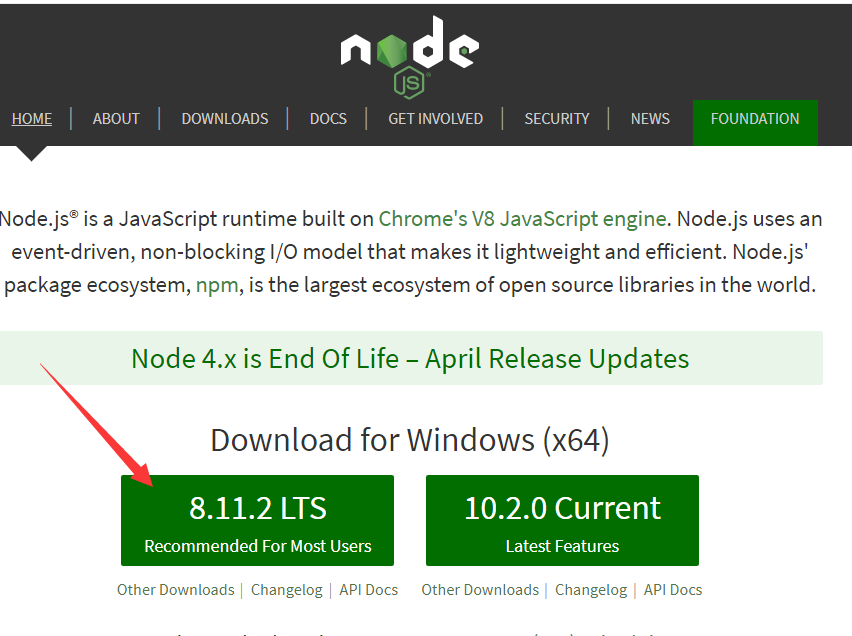 node
JS
HOME | ABOUT | DOWNLOADS | DOCS | GET INVOLVED | SECURITY | NEWS FOUNDATION
Node.js® is a JavaScript runtime built on Chrome's V8 JavaScript engine. Node.js uses an
event-driven, non-blocking I/O model that makes it lightweight and efficient. Node.js'
package ecosystem, npm, is the largest ecosystem of open source libraries in the world.
Node 4.x is End Of Life – April Release Updates
Download for Windows (x64)
8.11.2 LTS
Recommended For Most Users
10.2.0 Current
Latest Features
Other Downloads | Changelog | API Docs
Other Downloads | Changelog | API Docs